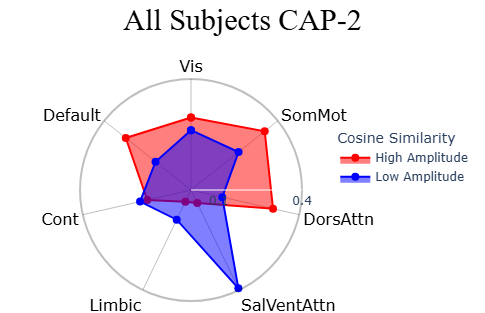 All Subjects CAP-2
Vis
Default
SomMot
Cosine Similarity
High Amplitude
Low Amplitude
0.4
Cont
DorsAttn
Limbic
SalVentAttn